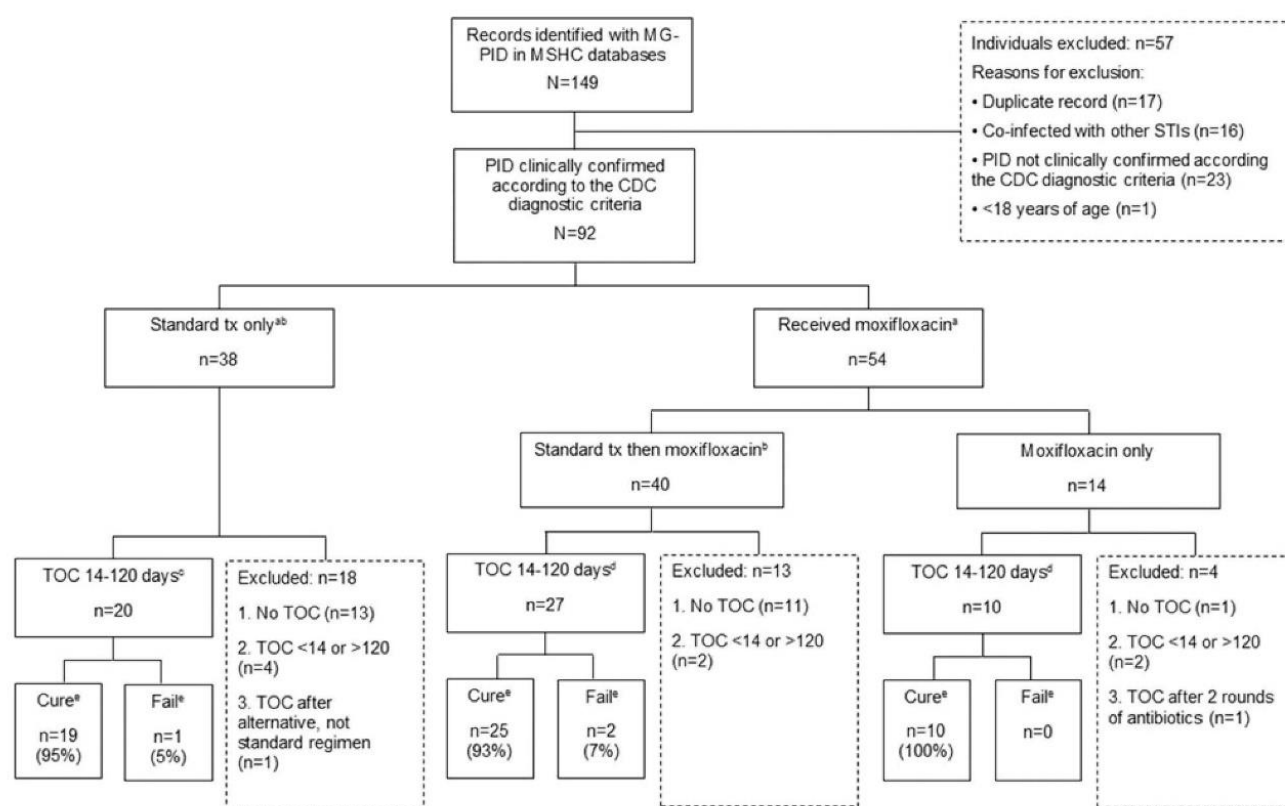 Records identified with MG-
PID in MSHC databases
N=149
Individuals excluded: n=57
Reasons for exclusion:
• Duplicate record (n=17)
• Co-infected with other STIs (n=16)
• PID not clinically confirmed according
the CDC diagnostic criteria (n=23)
• <18 years of age (n=1)
PID clinically confirmed
according to the CDC
diagnostic criteria
N=92
Standard tx onlyᵃᵇ
n=38
Received moxifloxacinᵃ
n=54
Standard tx then moxifloxacinᵇ
n=40
Moxifloxacin only
n=14
TOC 14-120 daysᶜ
n=20
Excluded: n=18
1. No TOC (n=13)
2. TOC <14 or >120
(n=4)
3. TOC after
alternative, not
standard regimen
(n=1)
Cureᵉ
n=19
(95%)
Failᵉ
n=1
(5%)
TOC 14-120 daysᵈ
n=27
Excluded: n=13
1. No TOC (n=11)
2. TOC <14 or >120
(n=2)
Cureᵉ
n=25
(93%)
Failᵉ
n=2
(7%)
TOC 14-120 daysᵈ
n=10
Excluded: n=4
1. No TOC (n=1)
2. TOC <14 or >120
(n=2)
3. TOC after 2 rounds
of antibiotics (n=1)
Cureᵉ
n=10
(100%)
Failᵉ
n=0